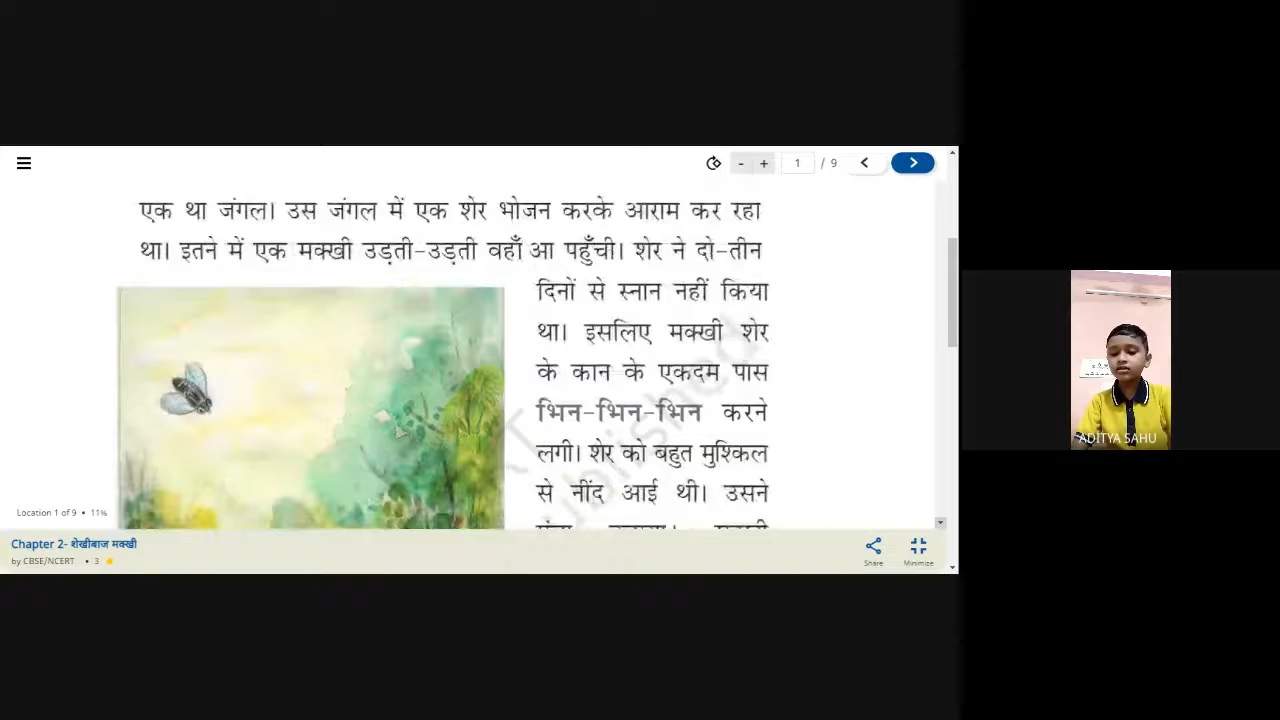 1 / 9
एक था जंगल। उस जंगल में एक शेर भोजन करके आराम कर रहा
था। इतने में एक मक्खी उड़ती-उड़ती वहाँ आ पहुँची। शेर ने दो-तीन
दिनों से स्नान नहीं किया
था। इसलिए मक्खी शेर
के कान के एकदम पास
भिन-भिन-भिन करने
लगी। शेर को बहुत मुश्किल
से नींद आई थी। उसने
Location 1 of 9 • 11%
Chapter 2- शेखीबाज मक्खी
by CBSE/NCERT • 3
Share
Minimize
ADITYA SAHU